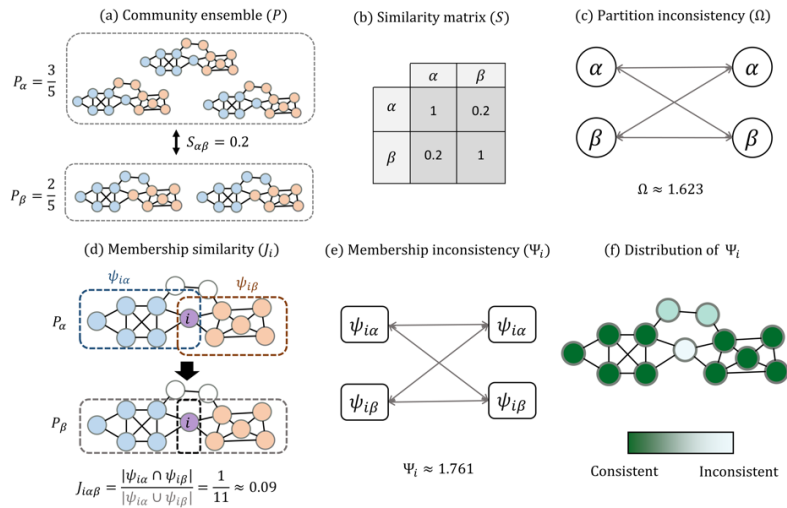 (a) Community ensemble (P)
(b) Similarity matrix (S)
(c) Partition inconsistency (Ω)
P_α = 3/5
S_αβ = 0.2
P_β = 2/5
α β
α 1 0.2
β 0.2 1
α α
β β
Ω ≈ 1.623
(d) Membership similarity (J_i)
(e) Membership inconsistency (Ψ_i)
(f) Distribution of Ψ_i
ψ_iα
ψ_iβ
P_α
i
P_β
i
J_iαβ = |ψ_iα ∩ ψ_iβ| / |ψ_iα ∪ ψ_iβ| = 1/11 ≈ 0.09
ψ_iα ψ_iα
ψ_iβ ψ_iβ
Ψ_i ≈ 1.761
Consistent Inconsistent